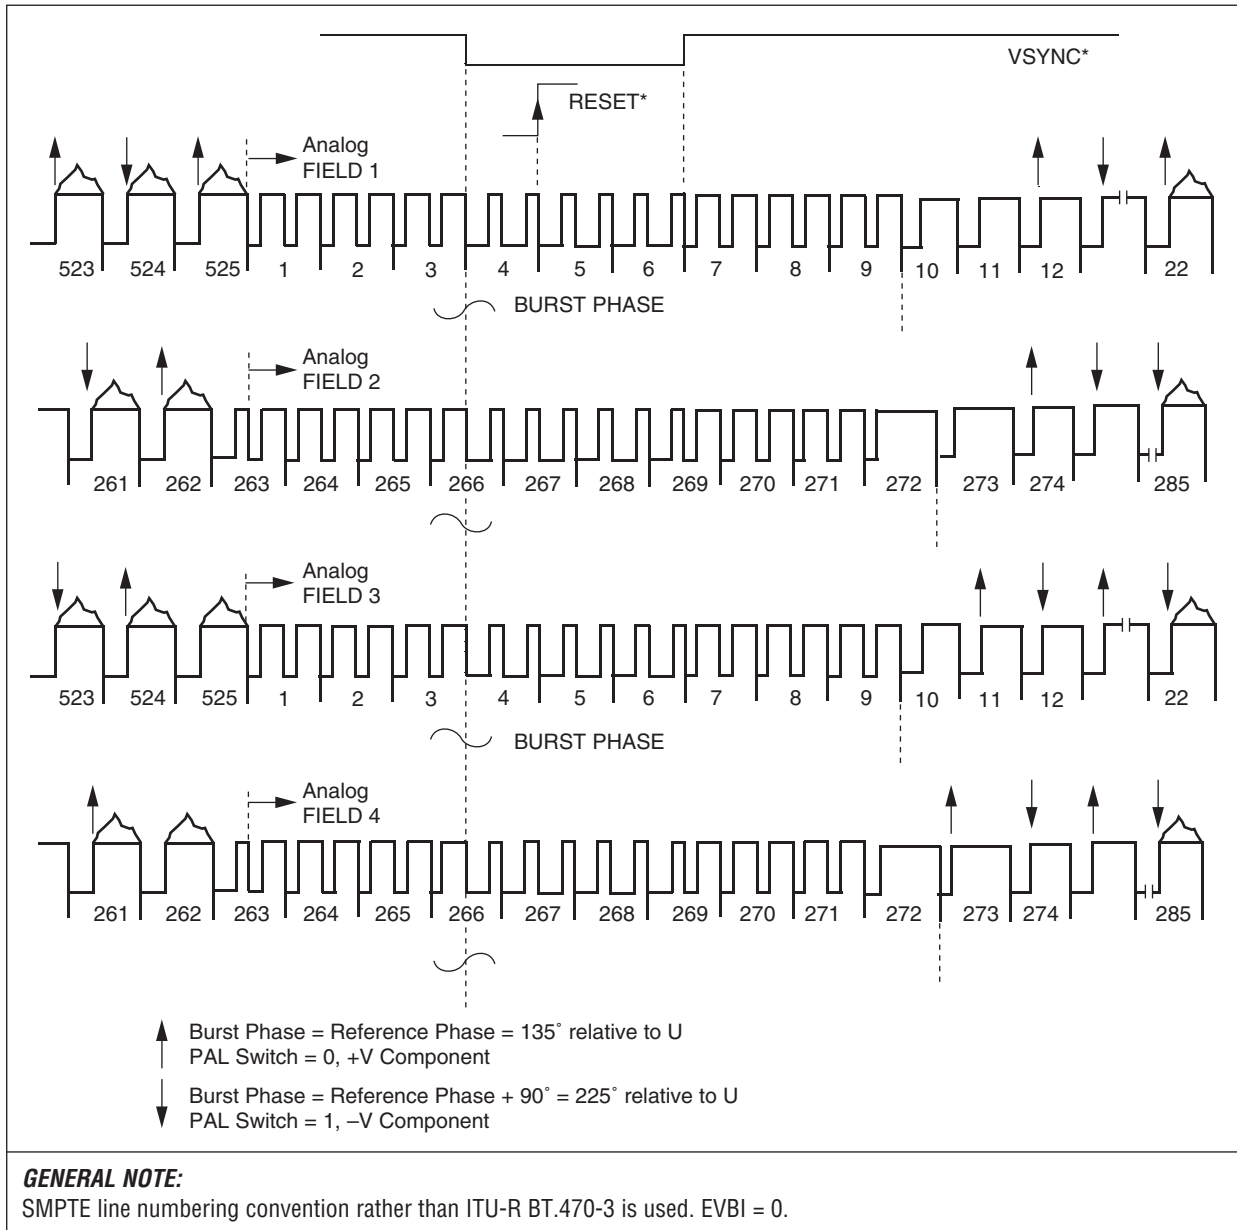 VSYNC*
RESET*
Analog
FIELD 1
523 524 525 1 2 3 4 5 6 7 8 9 10 11 12 22
BURST PHASE
Analog
FIELD 2
261 262 263 264 265 266 267 268 269 270 271 272 273 274 285
Analog
FIELD 3
523 524 525 1 2 3 4 5 6 7 8 9 10 11 12 22
BURST PHASE
Analog
FIELD 4
261 262 263 264 265 266 267 268 269 270 271 272 273 274 285
Burst Phase = Reference Phase = 135˚ relative to U
PAL Switch = 0, +V Component
Burst Phase = Reference Phase + 90˚ = 225˚ relative to U
PAL Switch = 1, –V Component
GENERAL NOTE:
SMPTE line numbering convention rather than ITU-R BT.470-3 is used. EVBI = 0.